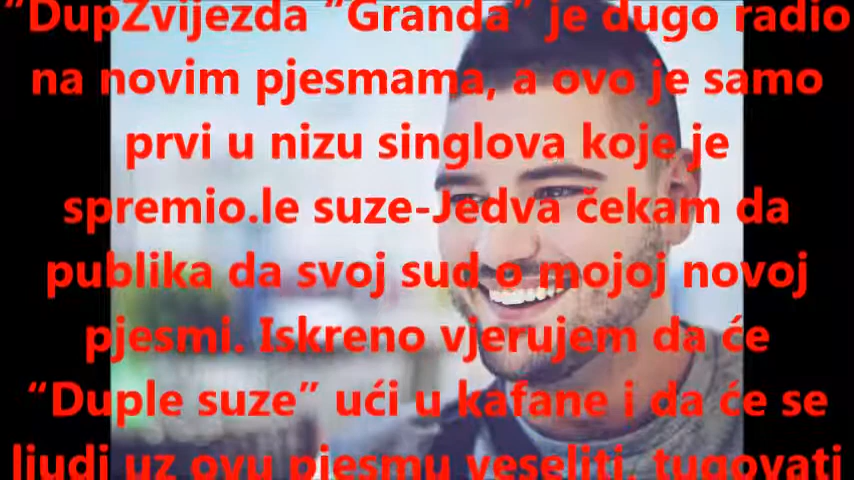 “DupZvijezda “Granda” je dugo radio
na novim pjesmama, a ovo je samo
prvi u nizu singlova koje je
spremio.le suze-Jedva čekam da
publika da svoj sud o mojoj novoj
pjesmi. Iskreno vjerujem da će
“Duple suze” ući u kafane i da će se
ljudi uz ovu pjesmu veseliti, tugovati